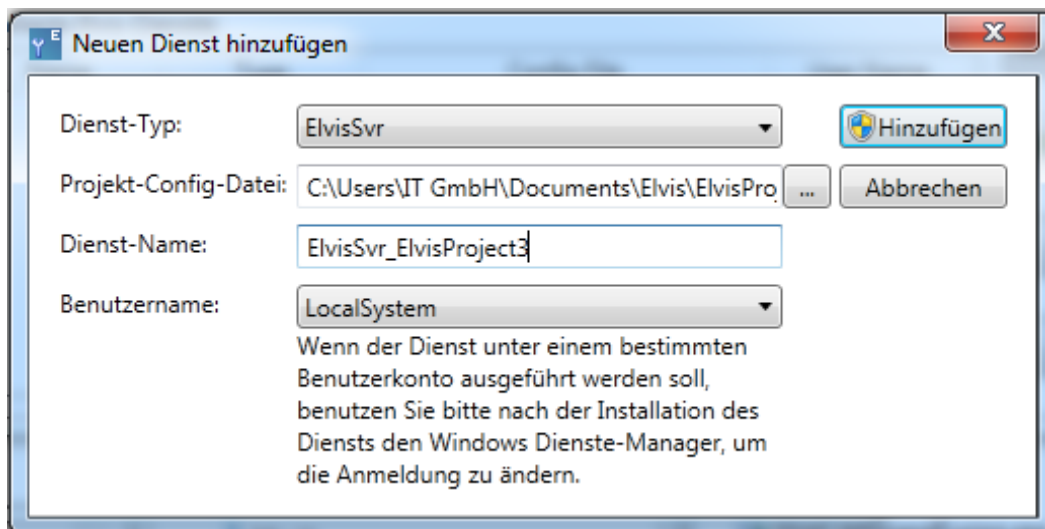 E
Neuen Dienst hinzufügen
Dienst-Typ:
ElvisSvr
Hinzufügen
Projekt-Config-Datei:
C:\Users\IT GmbH\Documents\Elvis\ElvisPro
...
Abbrechen
Dienst-Name:
ElvisSvr_ElvisProject3
Benutzername:
LocalSystem
Wenn der Dienst unter einem bestimmten
Benutzerkonto ausgeführt werden soll,
benutzen Sie bitte nach der Installation des
Diensts den Windows Dienste-Manager, um
die Anmeldung zu ändern.